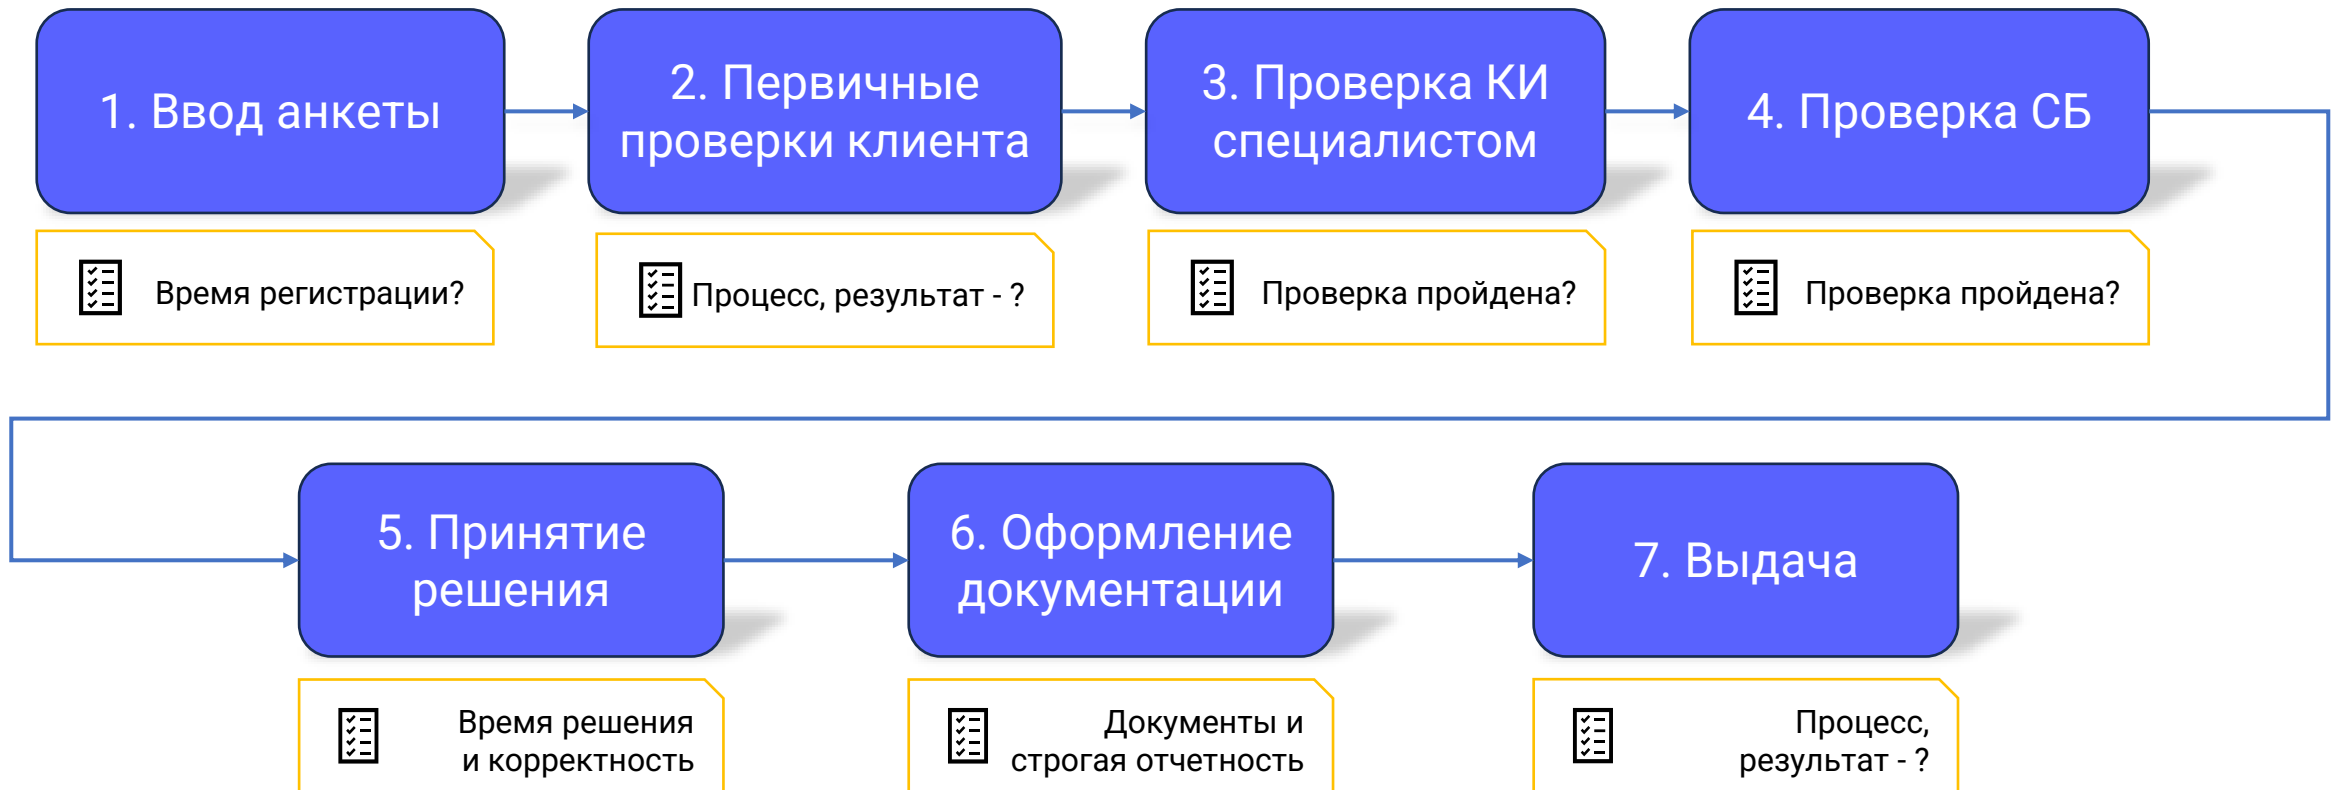 1. Ввод анкеты
2. Первичные
проверки клиента
3. Проверка КИ
специалистом
4. Проверка СБ
Время регистрации?
Процесс, результат - ?
Проверка пройдена?
Проверка пройдена?
5. Принятие
решения
6. Оформление
документации
7. Выдача
Время решения
и корректность
Документы и
строгая отчетность
Процесс,
результат - ?